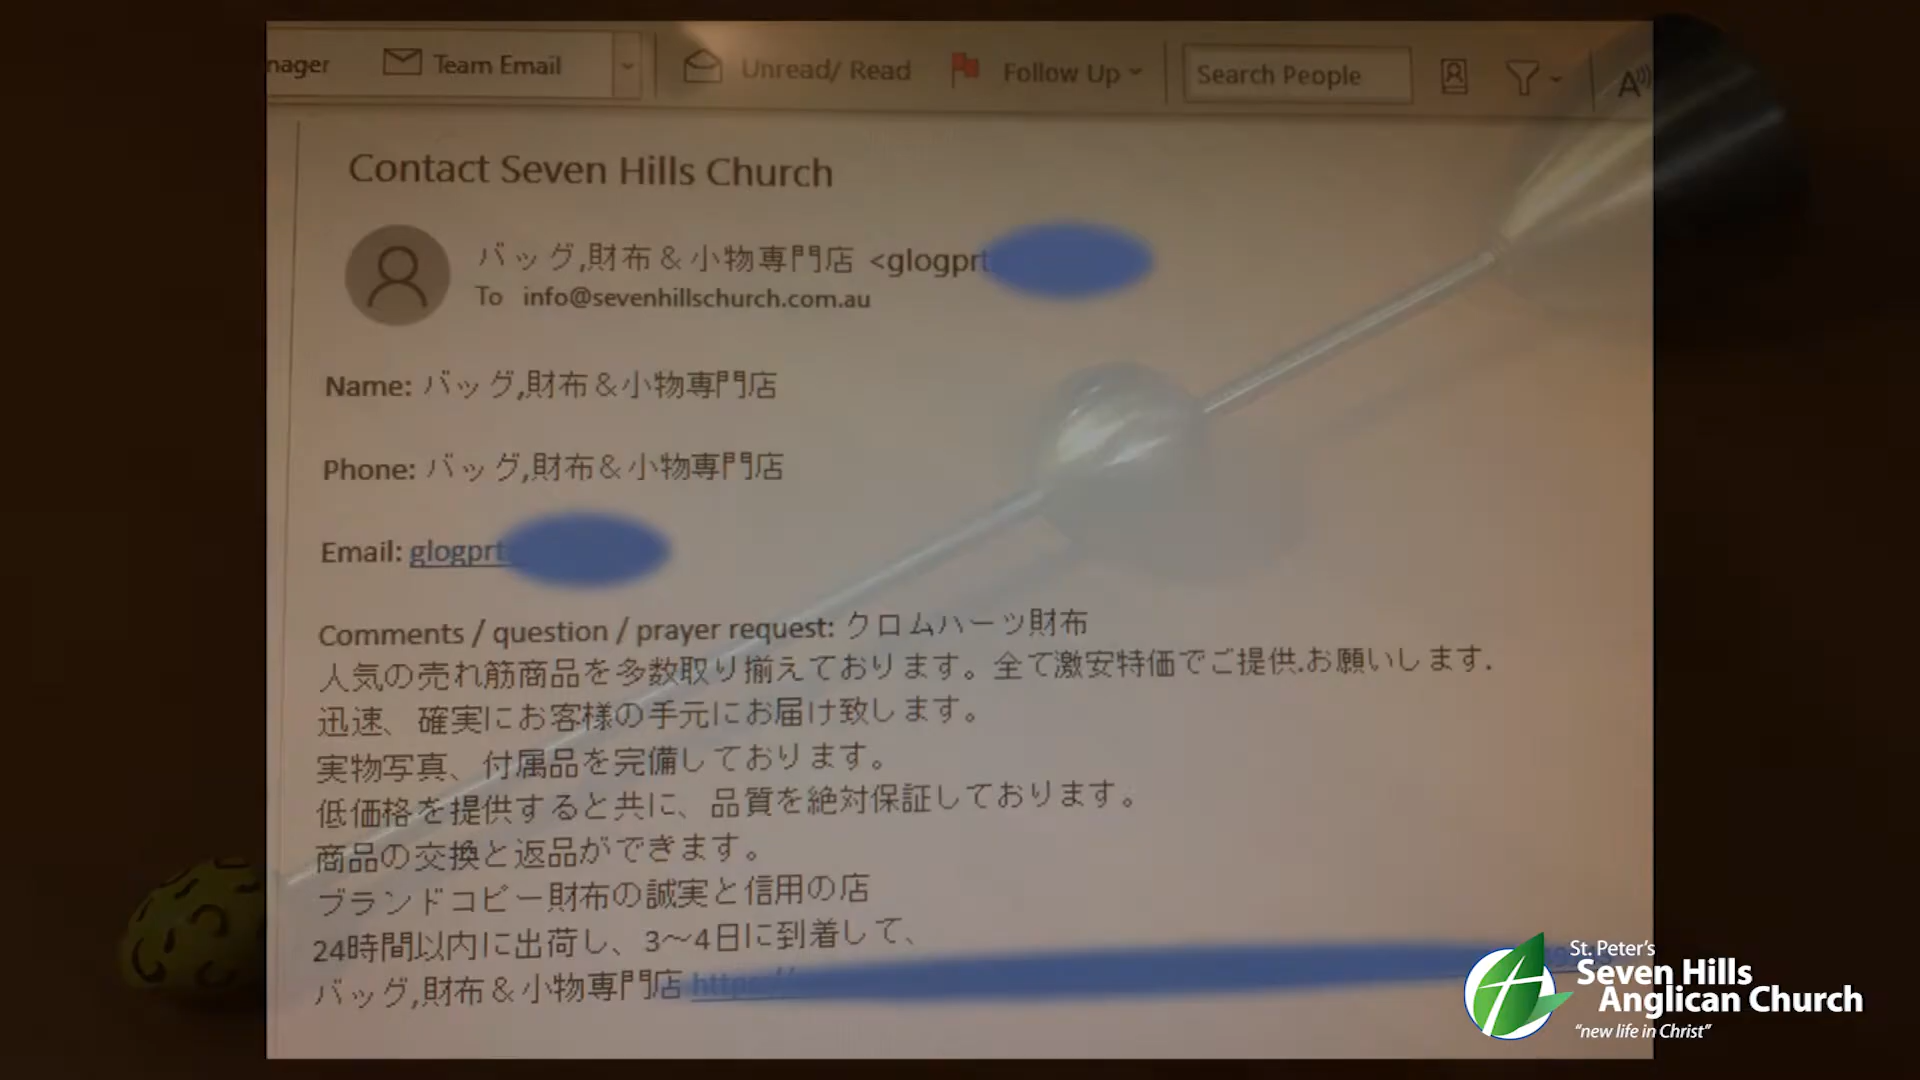 Team Email
Unread/ Read
Follow Up
Search People
Contact Seven Hills Church
バッグ,財布&小物専門店 <glogprt
To info@sevenhillschurch.com.au
Name: バッグ,財布&小物専門店
Phone: バッグ,財布&小物専門店
Email: glogprt
Comments / question / prayer request: クロムハーツ財布
人気の売れ筋商品を多数取り揃えております。全て激安特価でご提供.お願いします.
迅速、確実にお客様の手元にお届け致します。
実物写真、付属品を完備しております。
低価格を提供すると共に、品質を絶対保証しております。
商品の交換と返品ができます。
ブランドコピー財布の誠実と信用の店
24時間以内に出荷し、3~4日に到着して、
バッグ,財布&小物専門店 https://
St. Peter's
Seven Hills
Anglican Church
"new life in Christ"